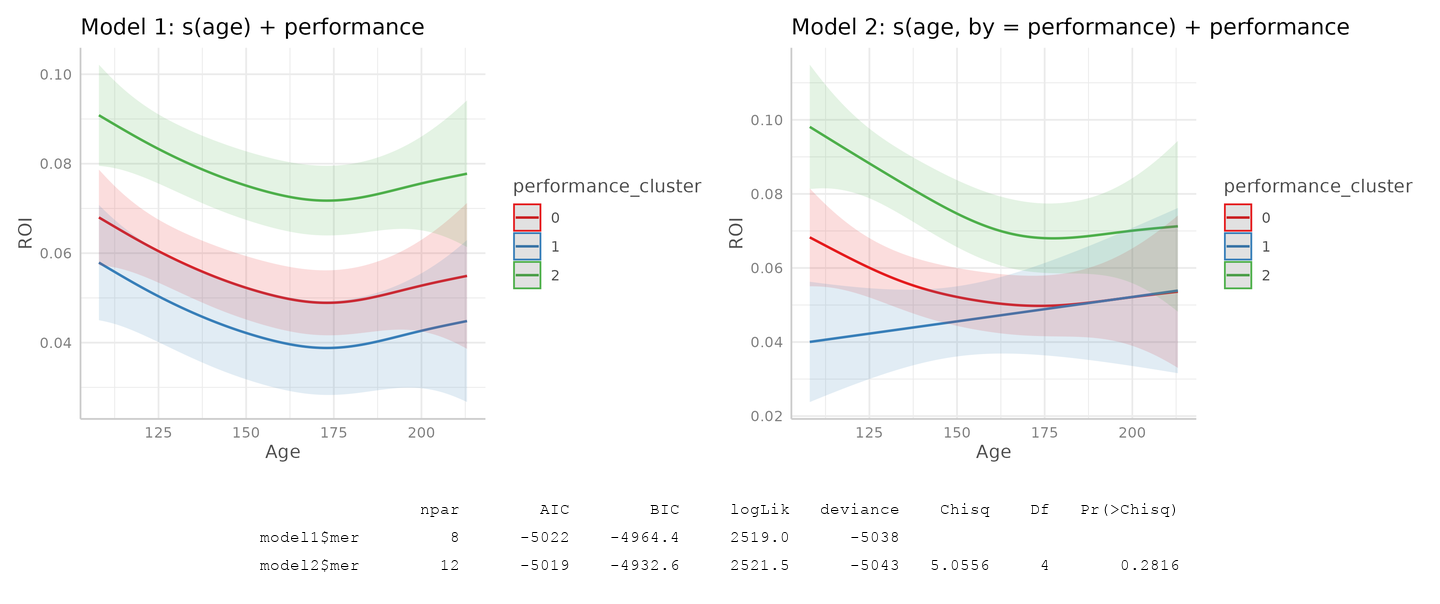 Model 1: s(age) + performance
0.10
0.08
0.06
0.04
ROI
125 150 175 200
Age
performance_cluster
0
1
2
Model 2: s(age, by = performance) + performance
0.10
0.08
0.06
0.04
0.02
ROI
125 150 175 200
Age
performance_cluster
0
1
2
npar AIC BIC logLik deviance Chisq Df Pr(>Chisq)
model1$mer 8 -5022 -4964.4 2519.0 -5038
model2$mer 12 -5019 -4932.6 2521.5 -5043 5.0556 4 0.2816